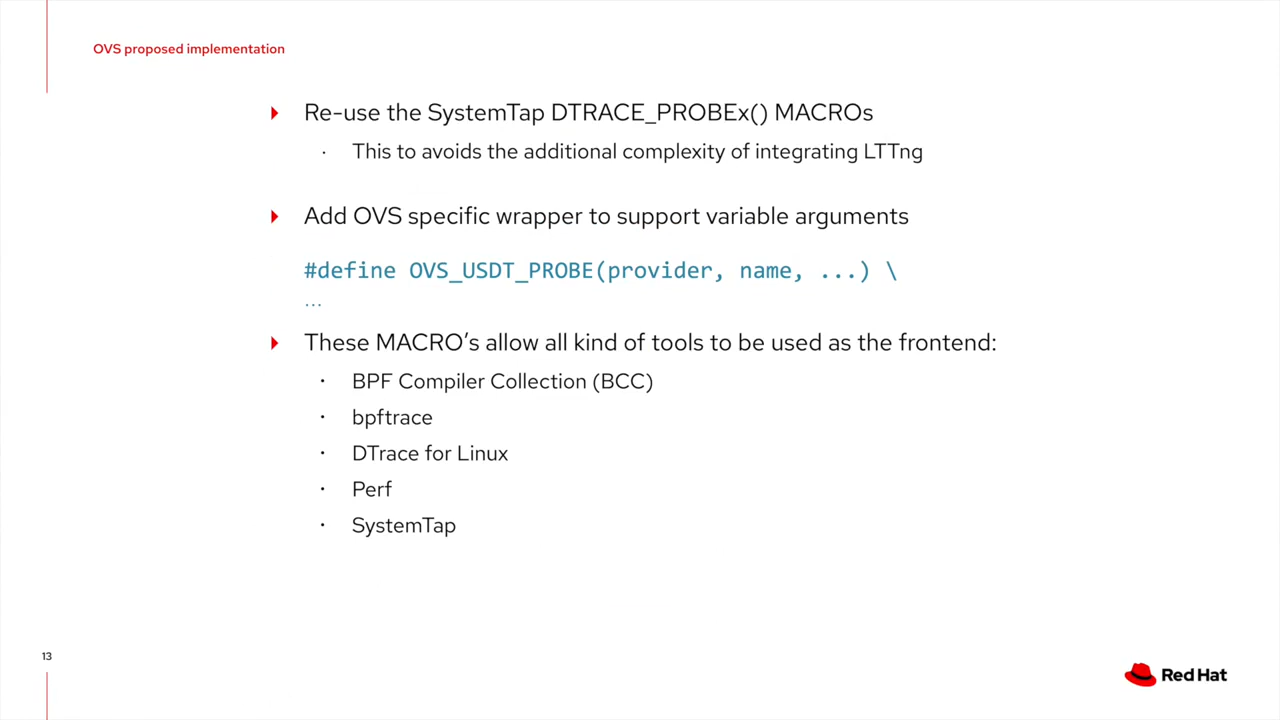 OVS proposed implementation
Re-use the SystemTap DTRACE_PROBEx() MACROs
· This to avoids the additional complexity of integrating LTTng
Add OVS specific wrapper to support variable arguments
#define OVS_USDT_PROBE(provider, name, ...) \
...
These MACRO’s allow all kind of tools to be used as the frontend:
· BPF Compiler Collection (BCC)
· bpftrace
· DTrace for Linux
· Perf
· SystemTap
13
Red Hat